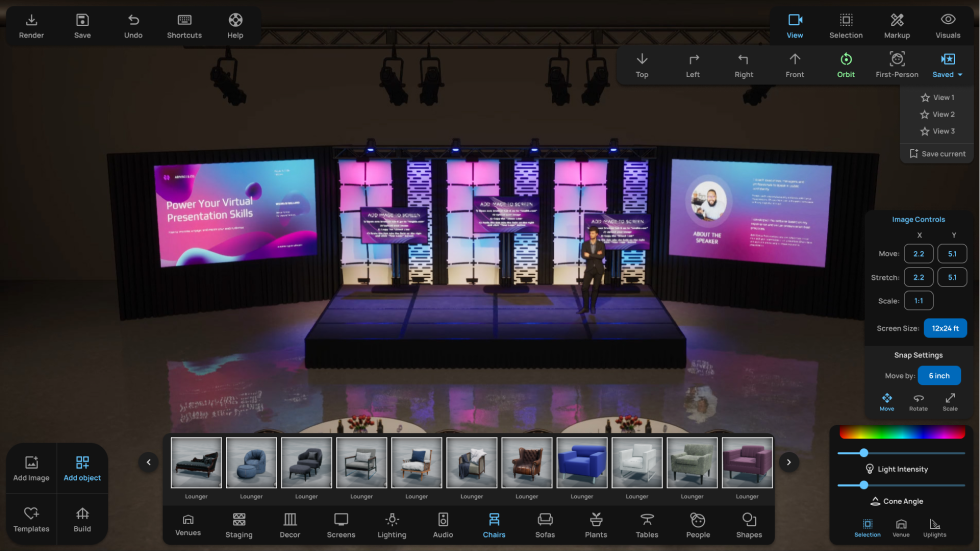 Render
Save
Undo
Shortcuts
Help
View
Selection
Markup
Visuals
Top
Left
Right
Front
Orbit
First-Person
Saved
View 1
View 2
View 3
Save current
Power Your Virtual
Presentation Skills
ADD IMAGE TO SCREEN
ADD IMAGE TO SCREEN
ADD IMAGE TO SCREEN
ABOUT THE
SPEAKER
Image Controls
X Y
Move: 2.2 5.1
Stretch: 2.2 5.1
Scale: 1:1
Screen Size: 12x24 ft
Snap Settings
Move by: 6 inch
Move
Rotate
Scale
Light Intensity
Cone Angle
Selection
Venue
Uplights
Add Image
Add object
Templates
Build
Lounger
Lounger
Lounger
Lounger
Lounger
Lounger
Lounger
Lounger
Lounger
Lounger
Lounger
Venues
Staging
Decor
Screens
Lighting
Audio
Chairs
Sofas
Plants
Tables
People
Shapes